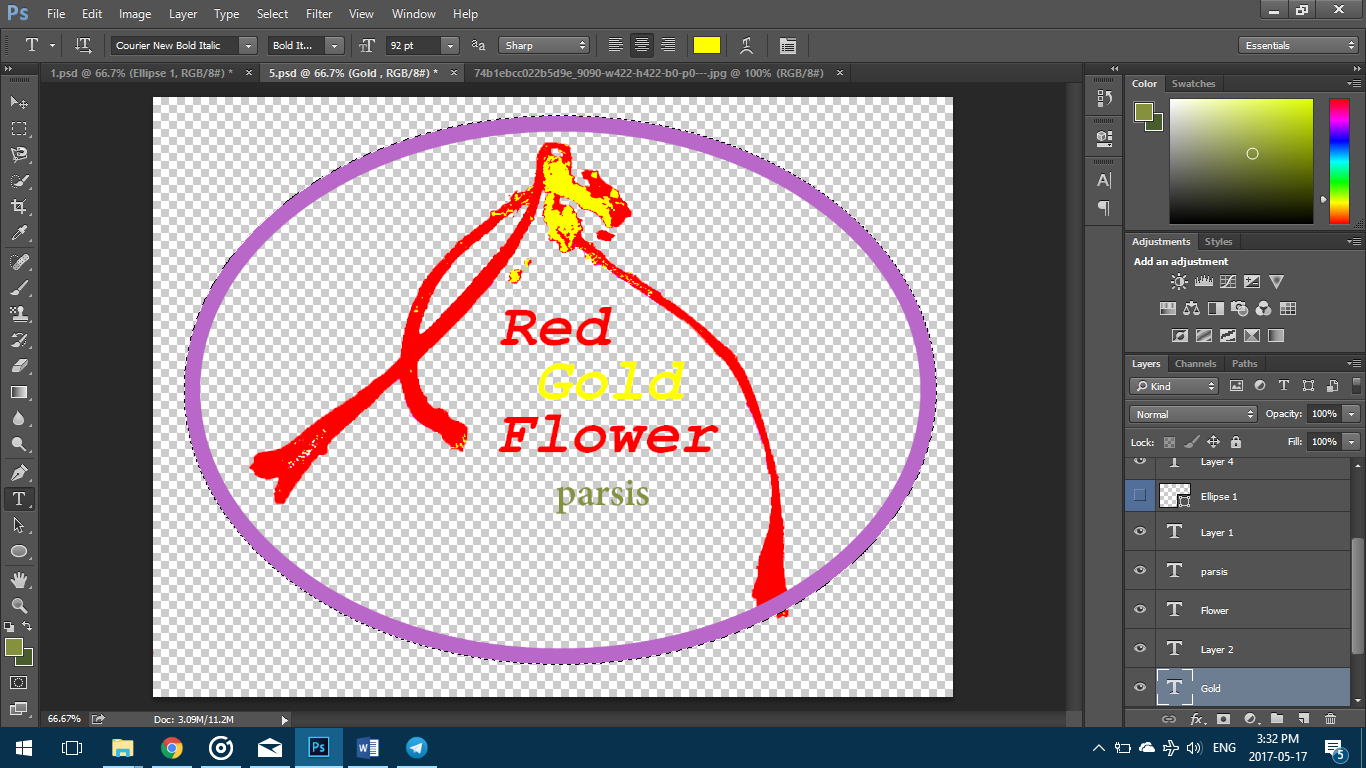 Ps File Edit Image Layer Type Select Filter View Window Help
T Courier New Bold Italic Bold It... 92 pt aa Sharp Essentials
1.psd @ 66.7% (Ellipse 1, RGB/8#) * × 5.psd @ 66.7% (Gold , RGB/8#) * × 74b1ebcc022b5d9e_9090-w422-h422-b0-p0---.jpg @ 100% (RGB/8#) ×
Color Swatches
Red
Gold
Flower
parsis
Adjustments Styles
Add an adjustment
Layers Channels Paths
Kind
Normal Opacity: 100%
Lock: Fill: 100%
Layer 4
Ellipse 1
Layer 1
parsis
Flower
Layer 2
Gold
66.67% Doc: 3.09M/11.2M
ENG 3:32 PM
2017-05-17 5